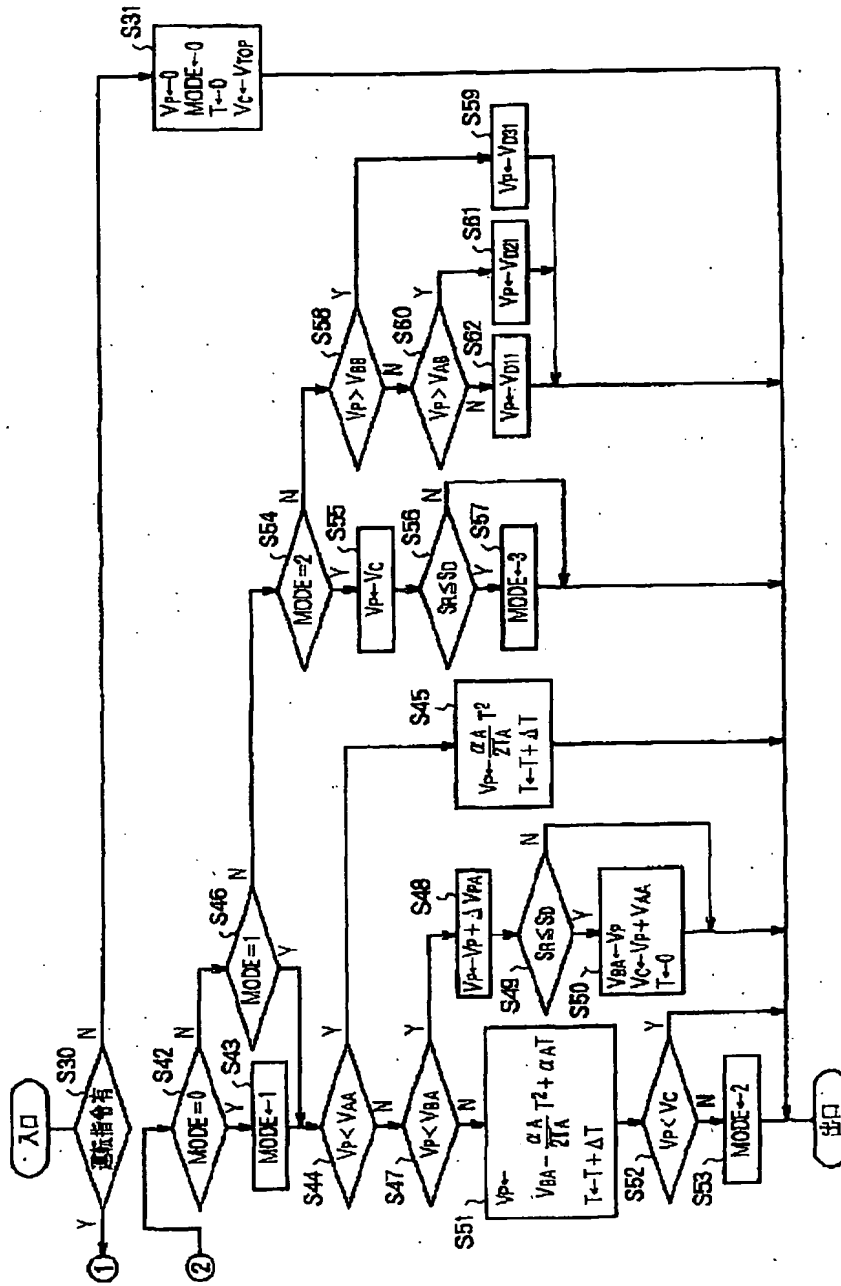 入口
S30
運転指令有
Y
N
①
②
S31
VP←0
MODE←0
T←0
VC←VTOP
S42
MODE=0
Y
N
S43
MODE←1
S46
MODE=1
Y
N
S44
VP<VAA
Y
N
S45
VP←αA/2TA T²
T←T+ΔT
S47
VP<VBA
Y
N
S48
VP←VP+ΔVPA
S49
SR≦SD
Y
N
S50
VBA←VP
VC←VP+VAA
T←0
S51
VP←
VBA-αA/2TA T²+αAT
T←T+ΔT
S52
VP<VC
Y
N
S53
MODE←2
S54
MODE=2
Y
N
S55
VP←VC
S56
SR≦SD
Y
N
S57
MODE←3
S58
VP>VBB
Y
N
S59
VP←VD31
S60
VP>VAB
Y
N
S61
VP←VD21
S62
VP←VD11
出口